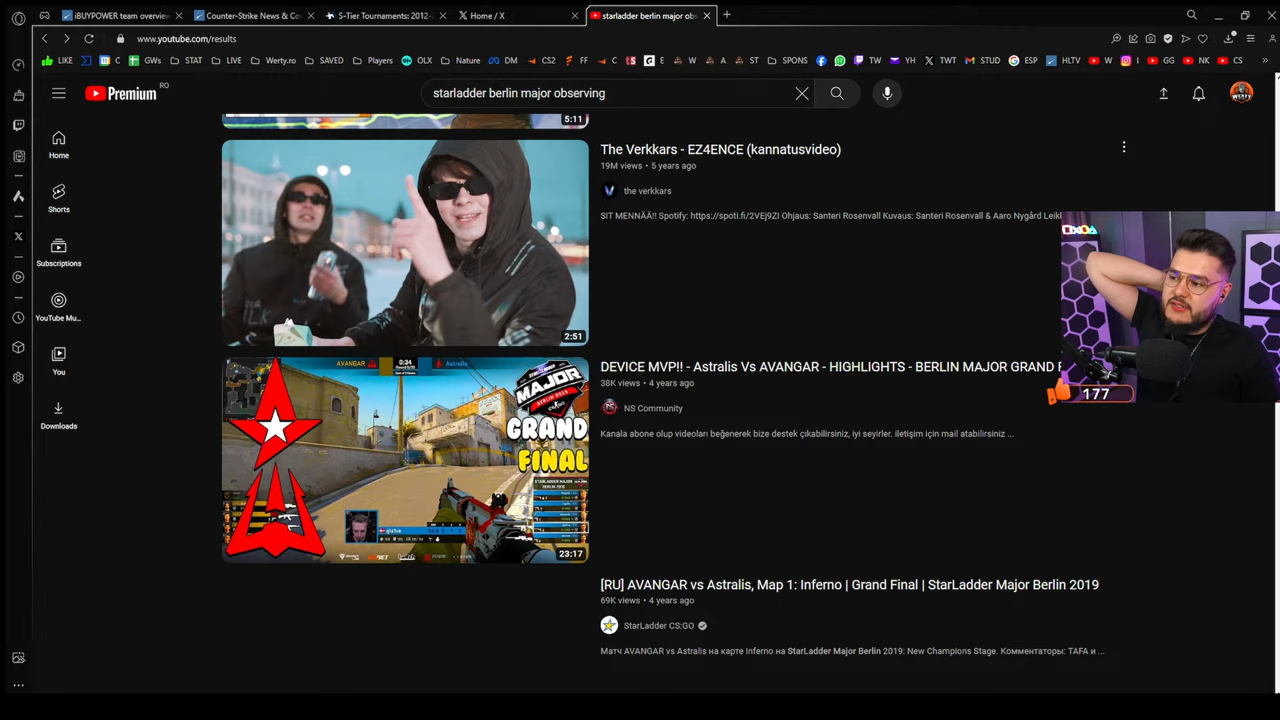 iBUYPOWER team overview
Counter-Strike News & Co
S-Tier Tournaments: 2012-
Home / X
starladder berlin major obs
www.youtube.com/results
LIKE
C
GWs
STAT
LIVE
Werty.ro
SAVED
Players
OLX
Nature
DM
CS2
FF
C
S
E
W
A
ST
SPONS
TW
YH
TWT
STUD
ESP
HLTV
W
I
GG
NK
CS
Premium
RO
starladder berlin major observing
Home
Shorts
Subscriptions
YouTube Mu...
You
Downloads
5:11
The Verkkars - EZ4ENCE (kannatusvideo)
19M views • 5 years ago
the verkkars
SIT MENNÄÄ!! Spotify: https://spoti.fi/2VEj9ZI Ohjaus: Santeri Rosenvall Kuvaus: Santeri Rosenvall & Aaro Nygård Leik
2:51
177
AVANGAR
0:34
Astralis
MAJOR
GRAND
FINAL
23:17
DEVICE MVP!! - Astralis Vs AVANGAR - HIGHLIGHTS - BERLIN MAJOR GRAND F
38K views • 4 years ago
NS Community
Kanala abone olup videoları beğenerek bize destek çıkabilirsiniz, iyi seyirler. iletişim için mail atabilirsiniz ...
[RU] AVANGAR vs Astralis, Map 1: Inferno | Grand Final | StarLadder Major Berlin 2019
69K views • 4 years ago
StarLadder CS:GO
Матч AVANGAR vs Astralis на карте Inferno на StarLadder Major Berlin 2019: New Champions Stage. Комментаторы: TAFA и ...